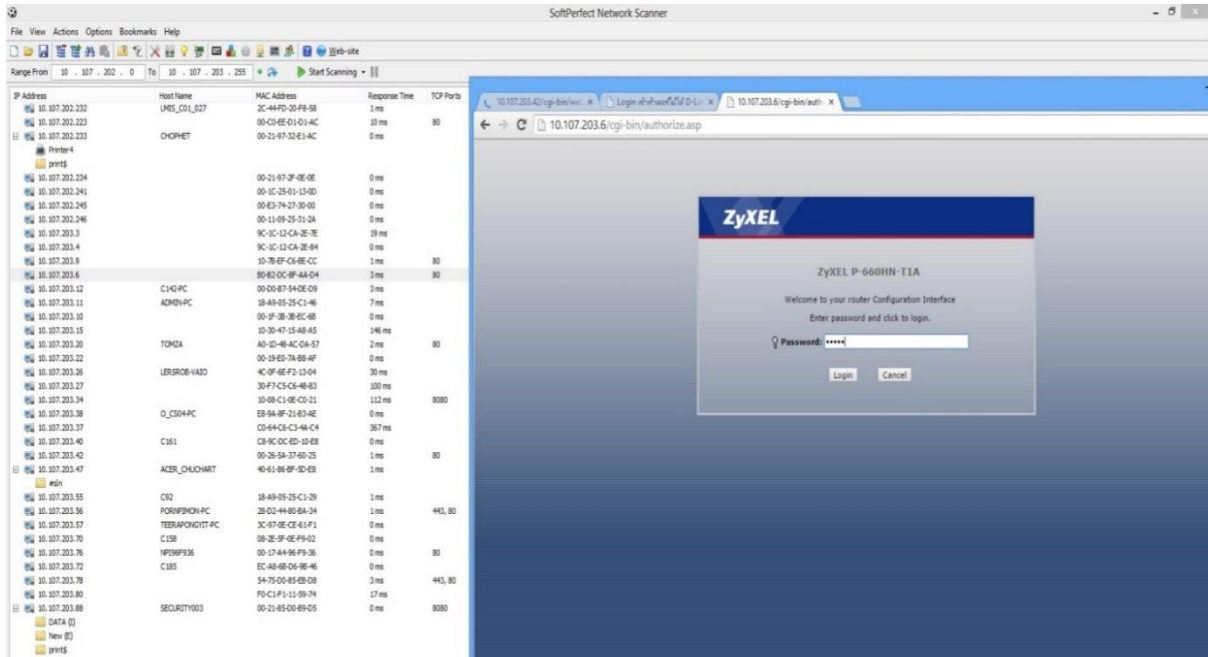 SoftPerfect Network Scanner
File View Actions Options Bookmarks Help
Web-site
Range From 10 . 107 . 202 . 0 To 10 . 107 . 203 . 255 Start Scanning
IP Address Host Name MAC Address Response Time TCP Ports
10.107.202.232 LMIS_C01_027 2C-44-FD-20-F8-5B 1 ms
10.107.202.223 00-C0-EE-D1-D1-AC 10 ms 80
10.107.202.233 CHOPHET 00-21-97-32-E1-AC 0 ms
Printer4
print$
10.107.202.234 00-21-97-2F-0E-0E 0 ms
10.107.202.241 00-1C-25-01-13-0D 0 ms
10.107.202.245 00-E3-74-27-30-00 0 ms
10.107.202.246 00-11-09-25-31-2A 0 ms
10.107.203.3 9C-1C-12-CA-2E-7E 19 ms
10.107.203.4 9C-1C-12-CA-2E-84 0 ms
10.107.203.9 10-7B-EF-C6-BE-CC 1 ms 80
10.107.203.6 B0-B2-DC-8F-AA-D4 3 ms 80
10.107.203.12 C142-PC 00-D0-B7-54-DE-D9 3 ms
10.107.203.11 ADMIN-PC 18-A9-05-25-C1-46 7 ms
10.107.203.10 00-1F-3B-3B-EC-6B 0 ms
10.107.203.15 10-30-47-15-A8-A5 146 ms
10.107.203.20 TOMZA A0-1D-48-AC-DA-57 2 ms 80
10.107.203.22 00-19-E0-7A-B8-AF 0 ms
10.107.203.26 LERSROB-VAIO 4C-0F-6E-F2-13-04 30 ms
10.107.203.27 30-F7-C5-C6-48-83 100 ms
10.107.203.34 10-08-C1-0E-C0-21 112 ms 8080
10.107.203.38 O_CS04-PC E8-9A-8F-21-B3-AE 0 ms
10.107.203.37 C0-64-C6-C3-4A-C4 367 ms
10.107.203.40 C161 C8-9C-DC-ED-10-EB 0 ms
10.107.203.42 00-26-5A-37-60-25 1 ms 80
10.107.203.47 ACER_CHUCHART 40-61-86-BF-5D-EB 1 ms
10.107.203.55 C92 18-A9-05-25-C1-29 1 ms
10.107.203.56 PORNPIMON-PC 28-D2-44-80-BA-34 1 ms 443, 80
10.107.203.57 TEERAPONGYIT-PC 3C-97-0E-CE-61-F1 0 ms
10.107.203.70 C158 08-2E-5F-0E-F9-02 0 ms
10.107.203.76 NPI96F936 00-17-A4-96-F9-36 0 ms 80
10.107.203.72 C185 EC-A8-6B-D6-9B-46 0 ms
10.107.203.78 54-75-D0-85-EB-D8 3 ms 443, 80
10.107.203.80 F0-C1-F1-11-59-74 17 ms
10.107.203.88 SECURITY003 00-21-85-D0-B9-D5 0 ms 8080
DATA (I)
New (E)
print$
10.107.203.42/cgi-bin/wel
Login
10.107.203.6/cgi-bin/auth
10.107.203.6/cgi-bin/authorize.asp
ZyXEL
ZyXEL P-660HN-T1A
Welcome to your router Configuration Interface
Enter password and click to login.
Password: •••••
Login Cancel